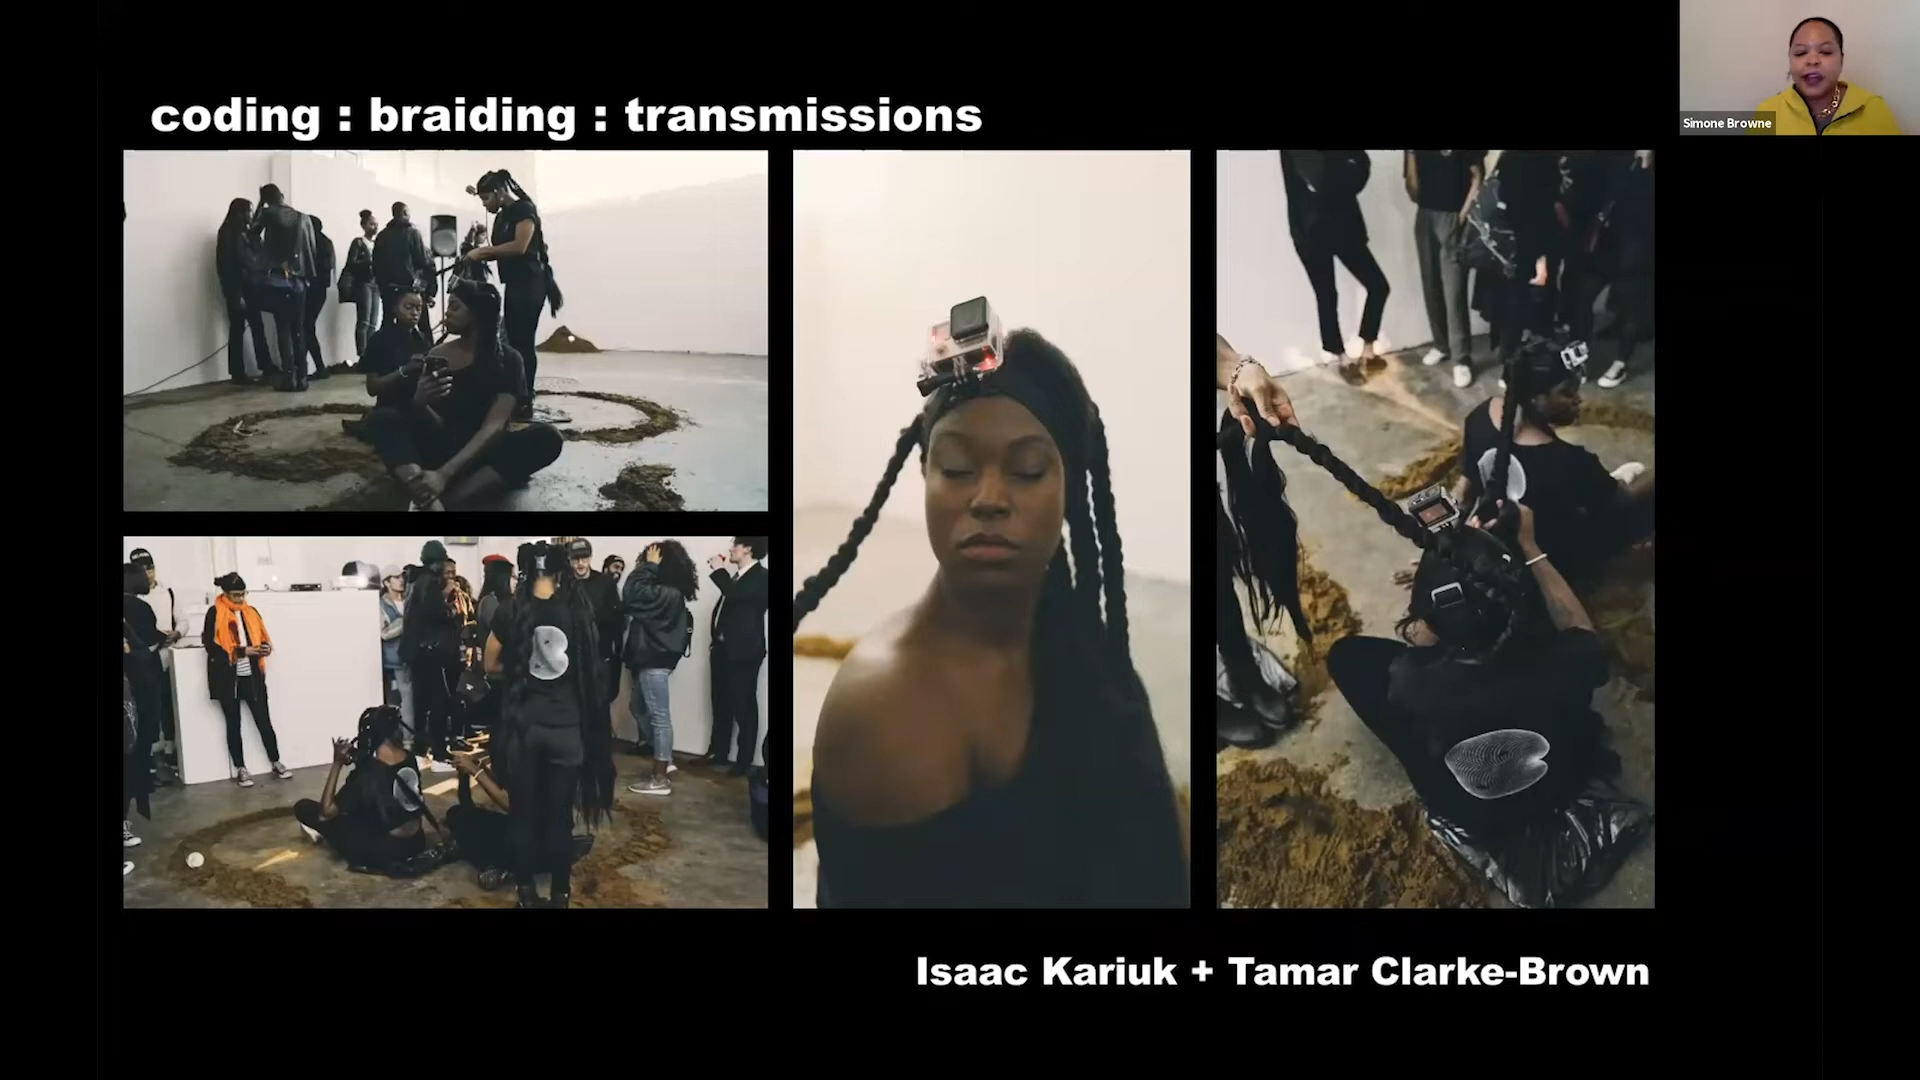 coding : braiding : transmissions
Simone Browne
Isaac Kariuk + Tamar Clarke-Brown